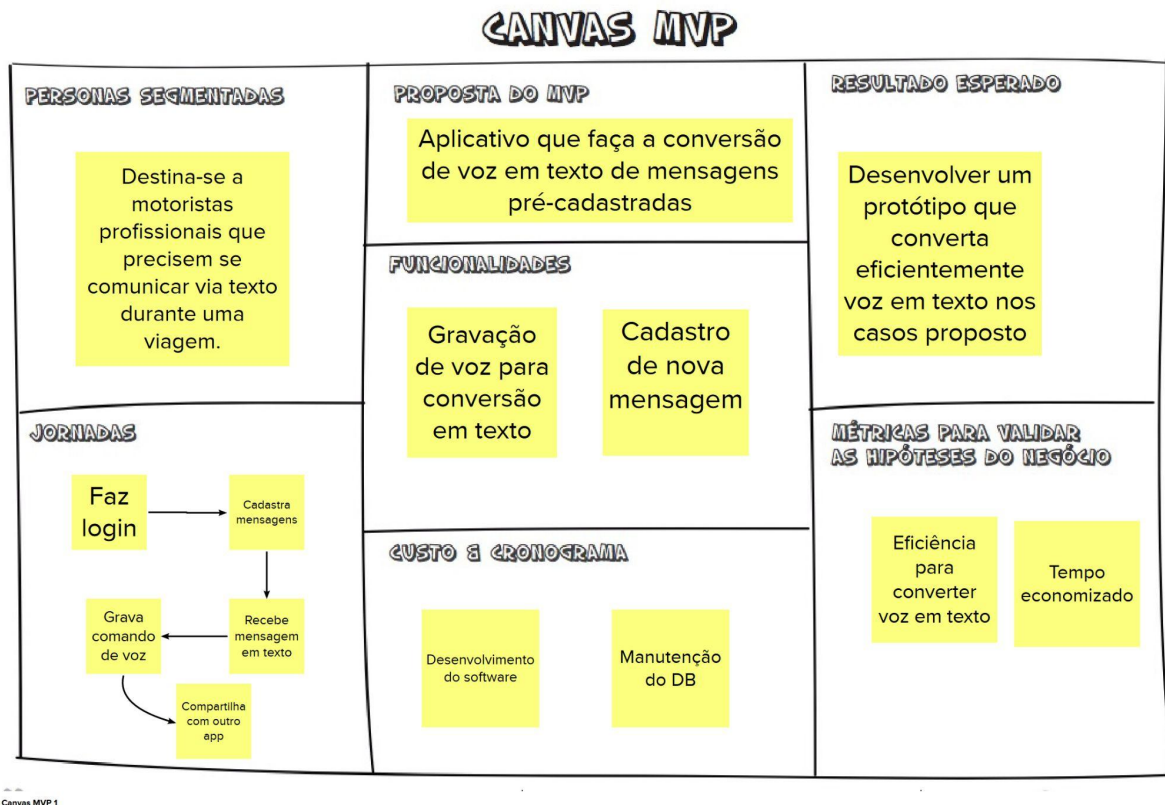 CANVAS MVP
PERSONAS SEGMENTADAS
Destina-se a
motoristas
profissionais que
precisem se
comunicar via texto
durante uma
viagem.
PROPOSTA DO MVP
Aplicativo que faça a conversão
de voz em texto de mensagens
pré-cadastradas
RESULTADO ESPERADO
Desenvolver um
protótipo que
converta
eficientemente
voz em texto nos
casos proposto
FUNCIONALIDADES
Gravação
de voz para
conversão
em texto
Cadastro
de nova
mensagem
JORNADAS
Faz
login
Cadastra
mensagens
Recebe
mensagem
em texto
Grava
comando
de voz
Compartilha
com outro
app
CUSTO & CRONOGRAMA
Desenvolvimento
do software
Manutenção
do DB
MÉTRICAS PARA VALIDAR
AS HIPÓTESES DO NEGÓCIO
Eficiência
para
converter
voz em texto
Tempo
economizado
Canvas MVP 1